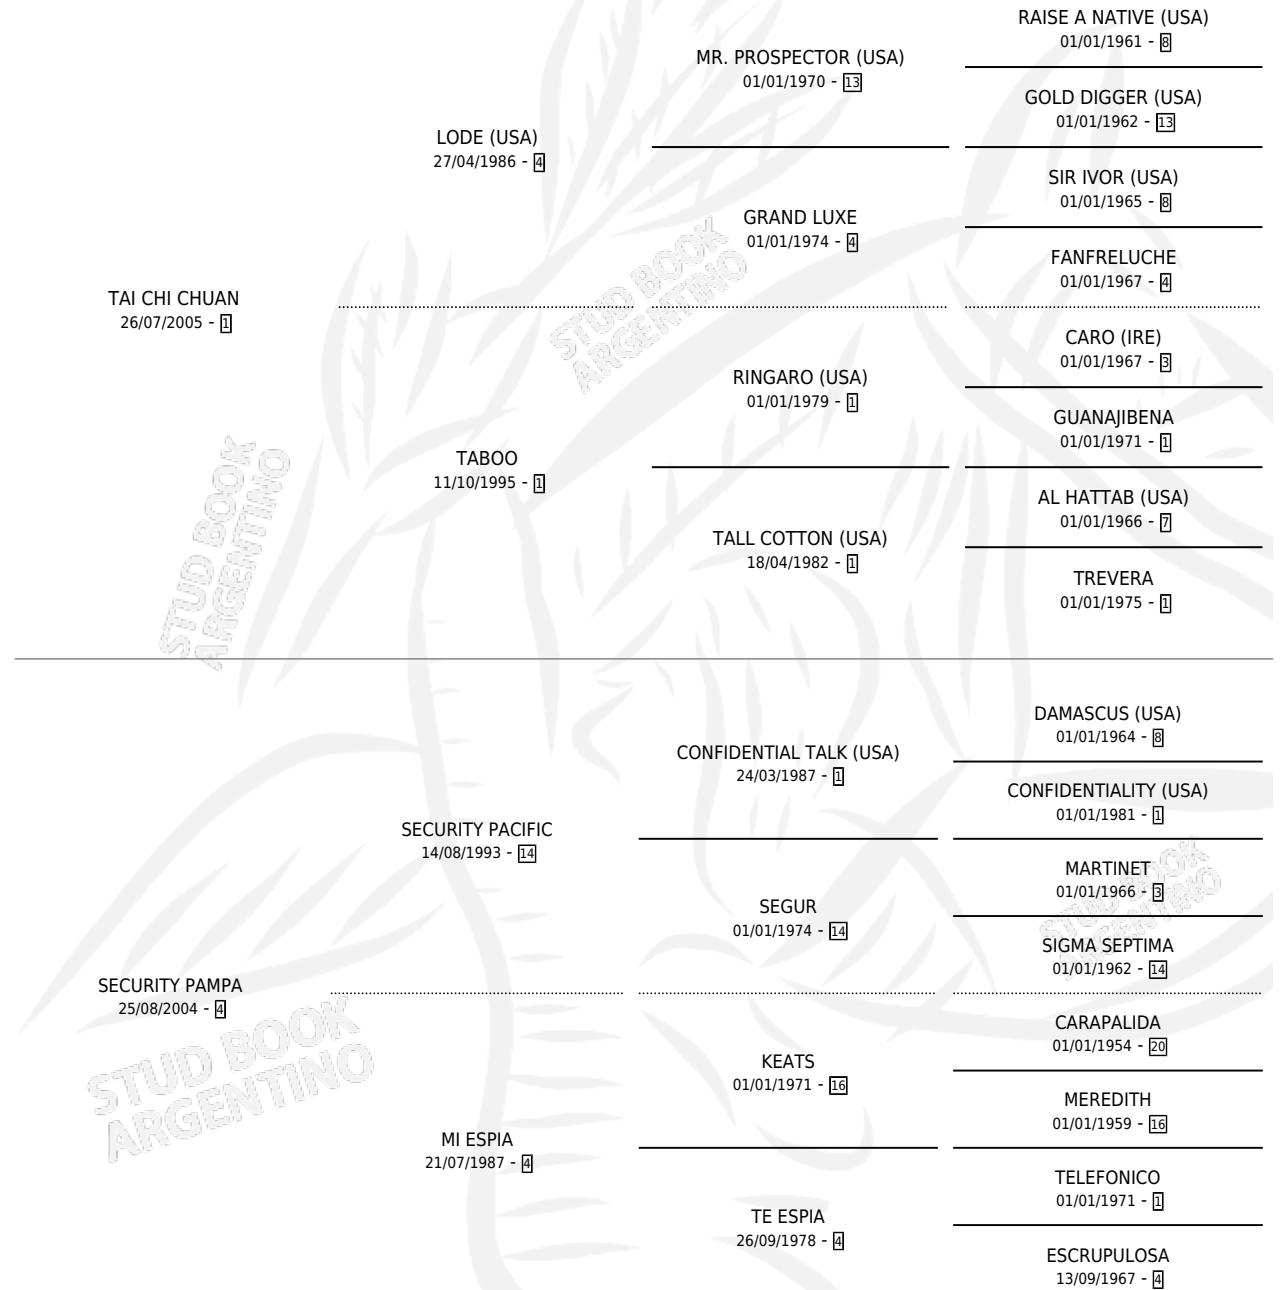 RAISE A NATIVE (USA)
01/01/1961 - 8
MR. PROSPECTOR (USA)
01/01/1970 - 13
GOLD DIGGER (USA)
01/01/1962 - 13
LODE (USA)
27/04/1986 - 4
SIR IVOR (USA)
01/01/1965 - 8
GRAND LUXE
01/01/1974 - 4
FANFRELUCHE
01/01/1967 - 4
TAI CHI CHUAN
26/07/2005 - 1
CARO (IRE)
01/01/1967 - 3
RINGARO (USA)
01/01/1979 - 1
GUANAJIBENA
01/01/1971 - 1
TABOO
11/10/1995 - 1
AL HATTAB (USA)
01/01/1966 - 7
TALL COTTON (USA)
18/04/1982 - 1
TREVERA
01/01/1975 - 1
DAMASCUS (USA)
01/01/1964 - 8
CONFIDENTIAL TALK (USA)
24/03/1987 - 1
CONFIDENTIALITY (USA)
01/01/1981 - 1
SECURITY PACIFIC
14/08/1993 - 14
MARTINET
01/01/1966 - 3
SEGUR
01/01/1974 - 14
SIGMA SEPTIMA
01/01/1962 - 14
SECURITY PAMPA
25/08/2004 - 4
CARAPALIDA
01/01/1954 - 20
KEATS
01/01/1971 - 16
MEREDITH
01/01/1959 - 16
MI ESPIA
21/07/1987 - 4
TELEFONICO
01/01/1971 - 1
TE ESPIA
26/09/1978 - 4
ESCRUPULOSA
13/09/1967 - 4
STUD BOOK
ARGENTINO
STUD BOOK
ARGENTINO
STUD BOOK
ARGENTINO
STUD BOOK
ARGENTINO